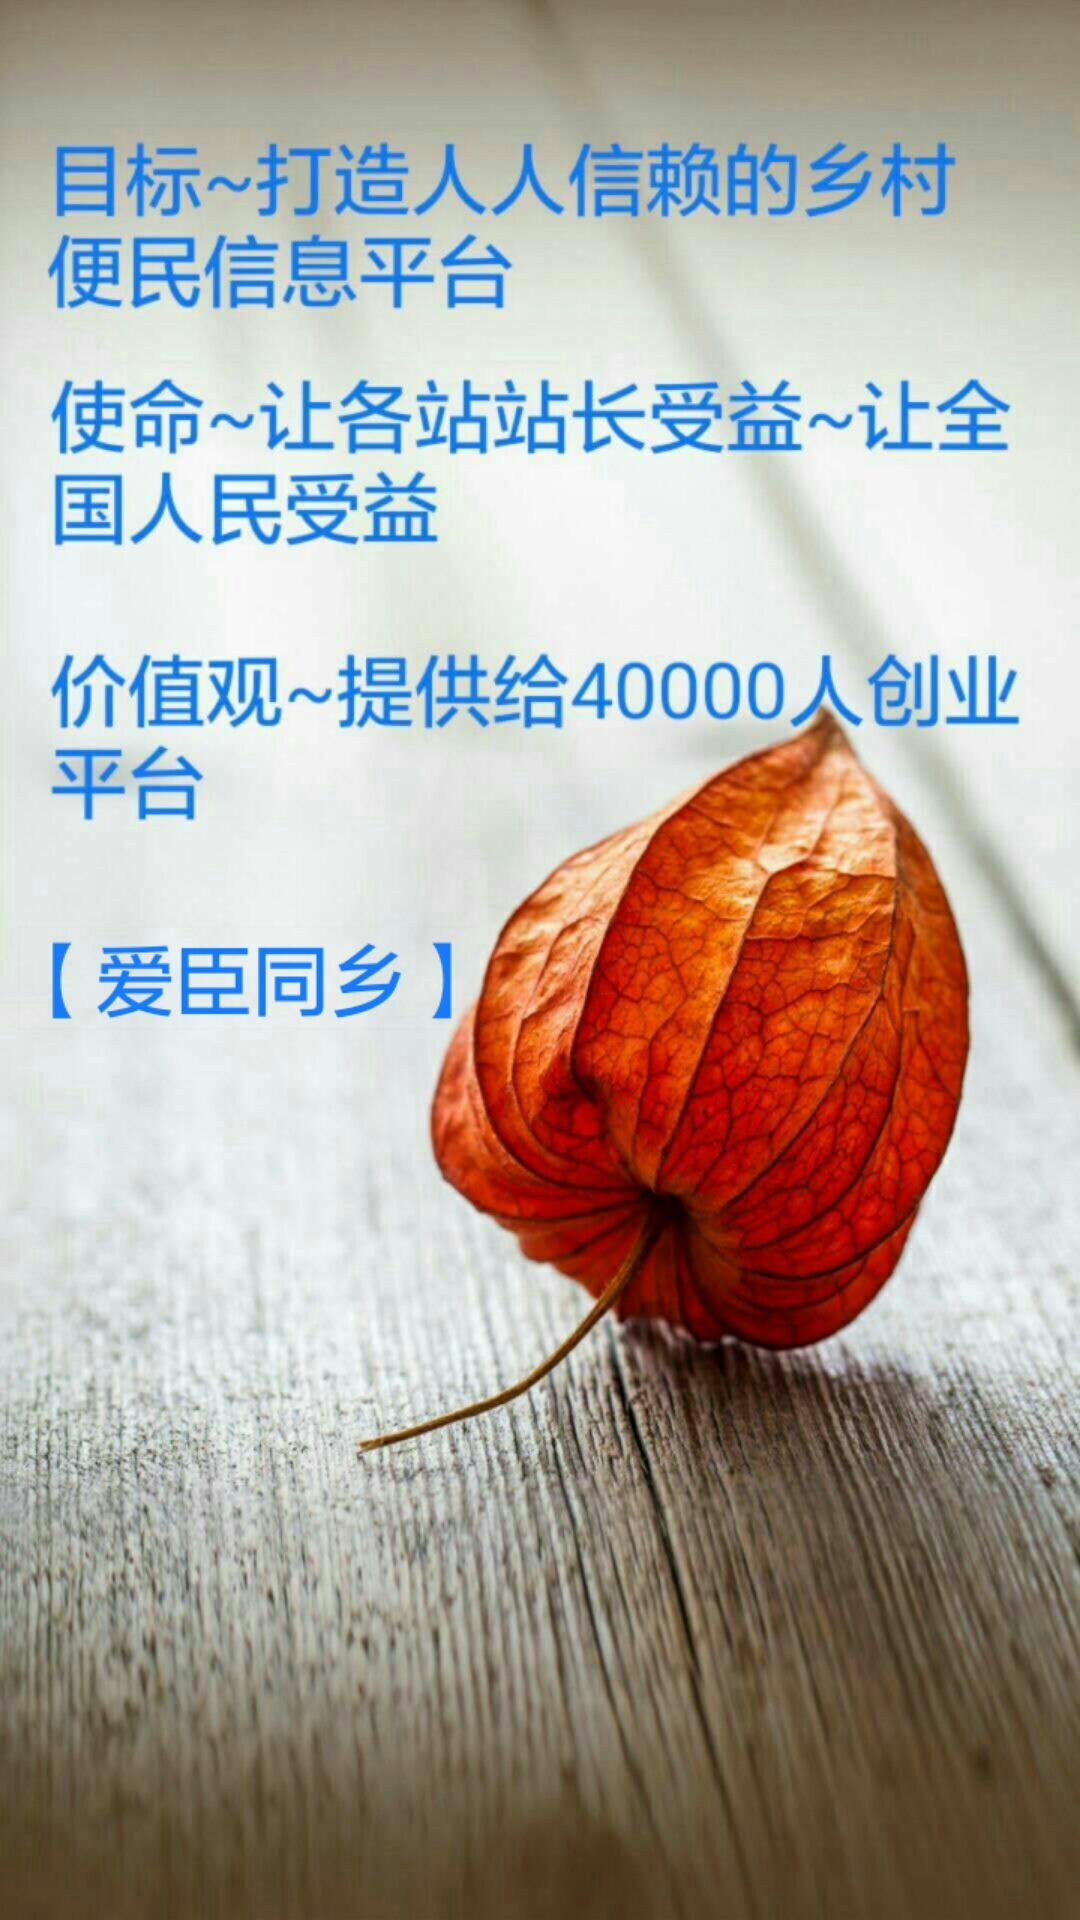 目标~打造人人信赖的乡村
便民信息平台
使命~让各站站长受益~让全
国人民受益
价值观~提供给40000人创业
平台
【爱臣同乡】